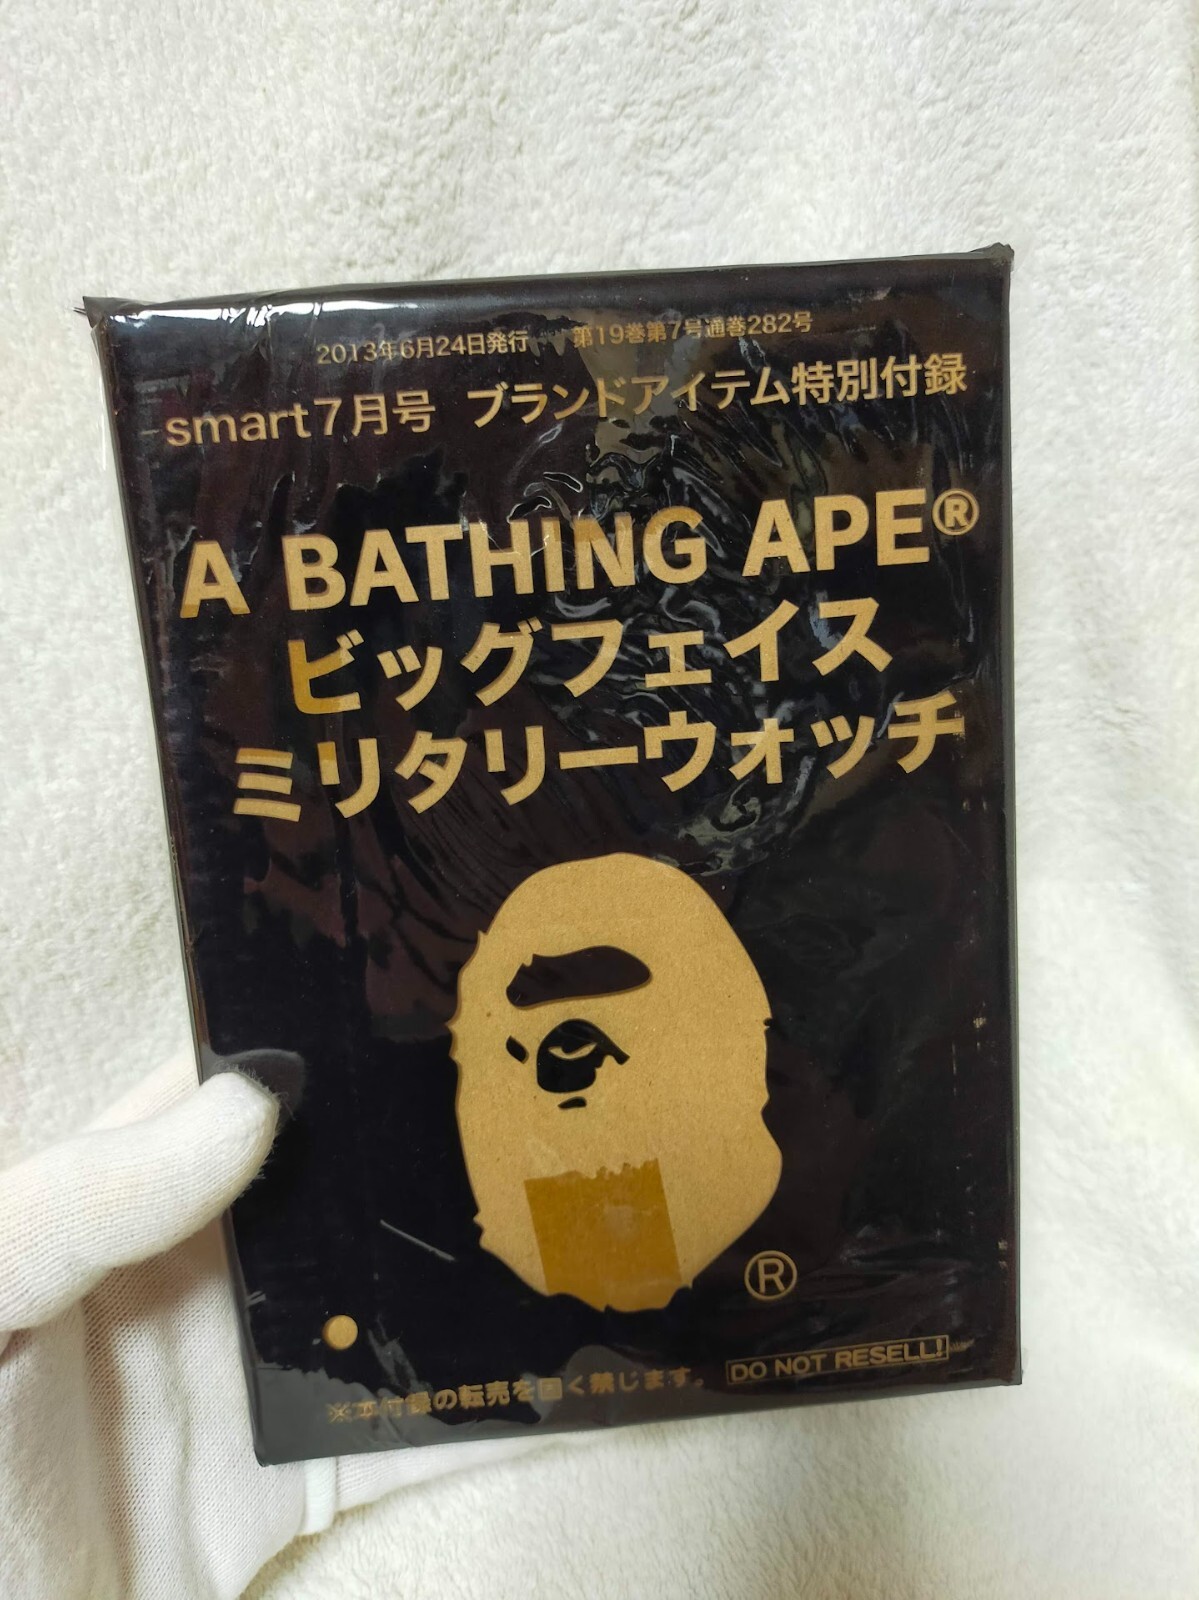 2013年6月24日発行　第19巻第7号通巻282号
smart7月号 ブランドアイテム特別付録
A BATHING APE®
ビッグフェイス
ミリタリーウォッチ
®
※本付録の転売を固く禁じます。 DO NOT RESELL!